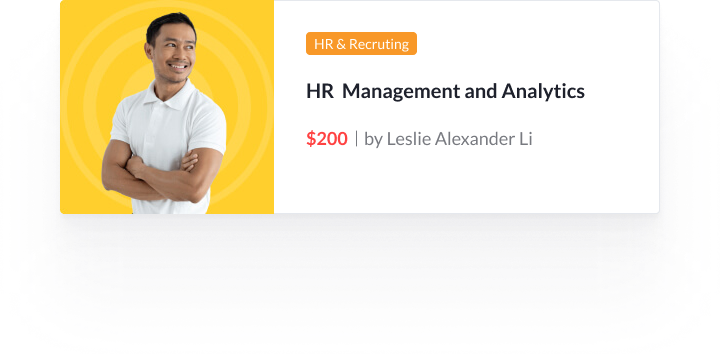 HR & Recruting
HR Management and Analytics
$200 | by Leslie Alexander Li